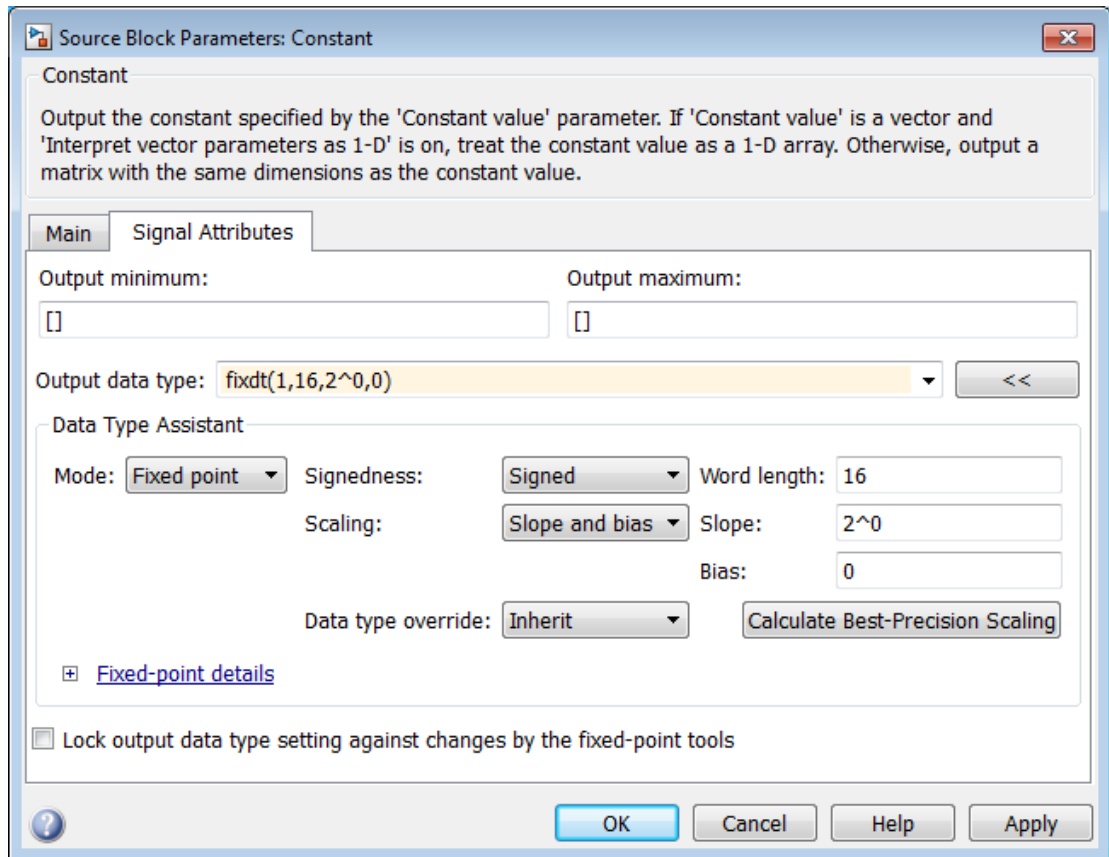 Source Block Parameters: Constant
Constant
Output the constant specified by the 'Constant value' parameter. If 'Constant value' is a vector and
'Interpret vector parameters as 1-D' is on, treat the constant value as a 1-D array. Otherwise, output a
matrix with the same dimensions as the constant value.
Main Signal Attributes
Output minimum: Output maximum:
[] []
Output data type: fixdt(1,16,2^0,0) <<
Data Type Assistant
Mode: Fixed point Signedness: Signed Word length: 16
Scaling: Slope and bias Slope: 2^0
Bias: 0
Data type override: Inherit Calculate Best-Precision Scaling
Fixed-point details
Lock output data type setting against changes by the fixed-point tools
OK Cancel Help Apply